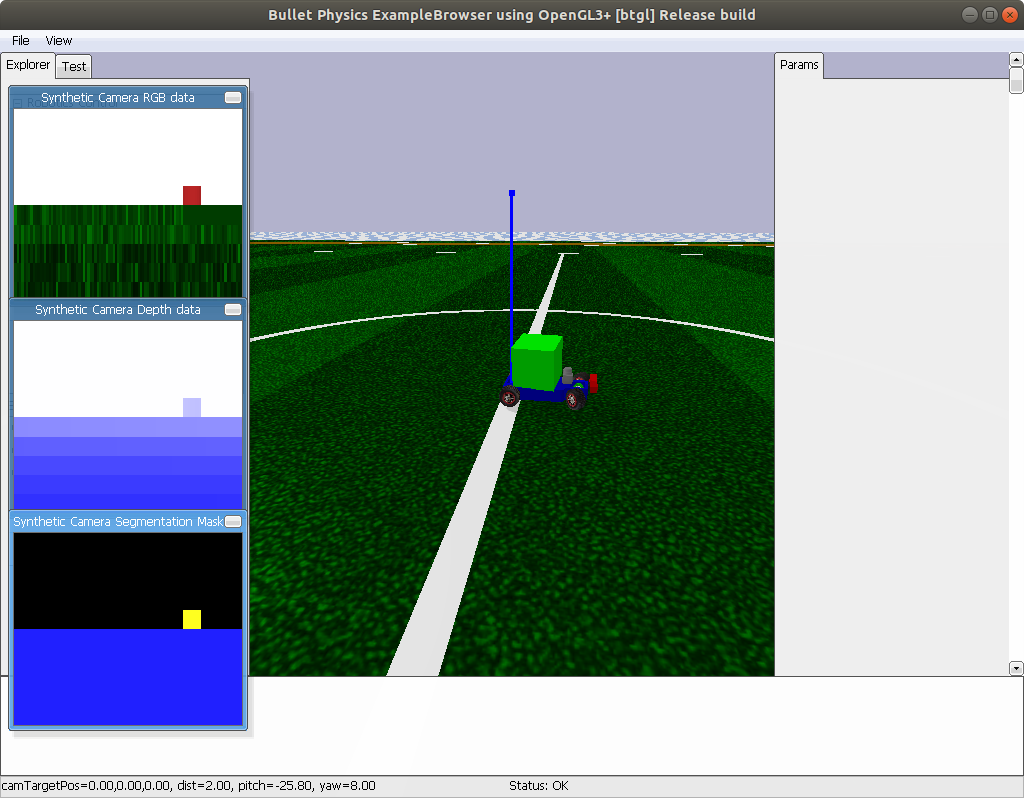 Bullet Physics ExampleBrowser using OpenGL3+ [btgl] Release build
File View
Explorer Test
Params
Synthetic Camera RGB data
Synthetic Camera Depth data
Synthetic Camera Segmentation Mask
camTargetPos=0.00,0.00,0.00, dist=2.00, pitch=-25.80, yaw=8.00
Status: OK